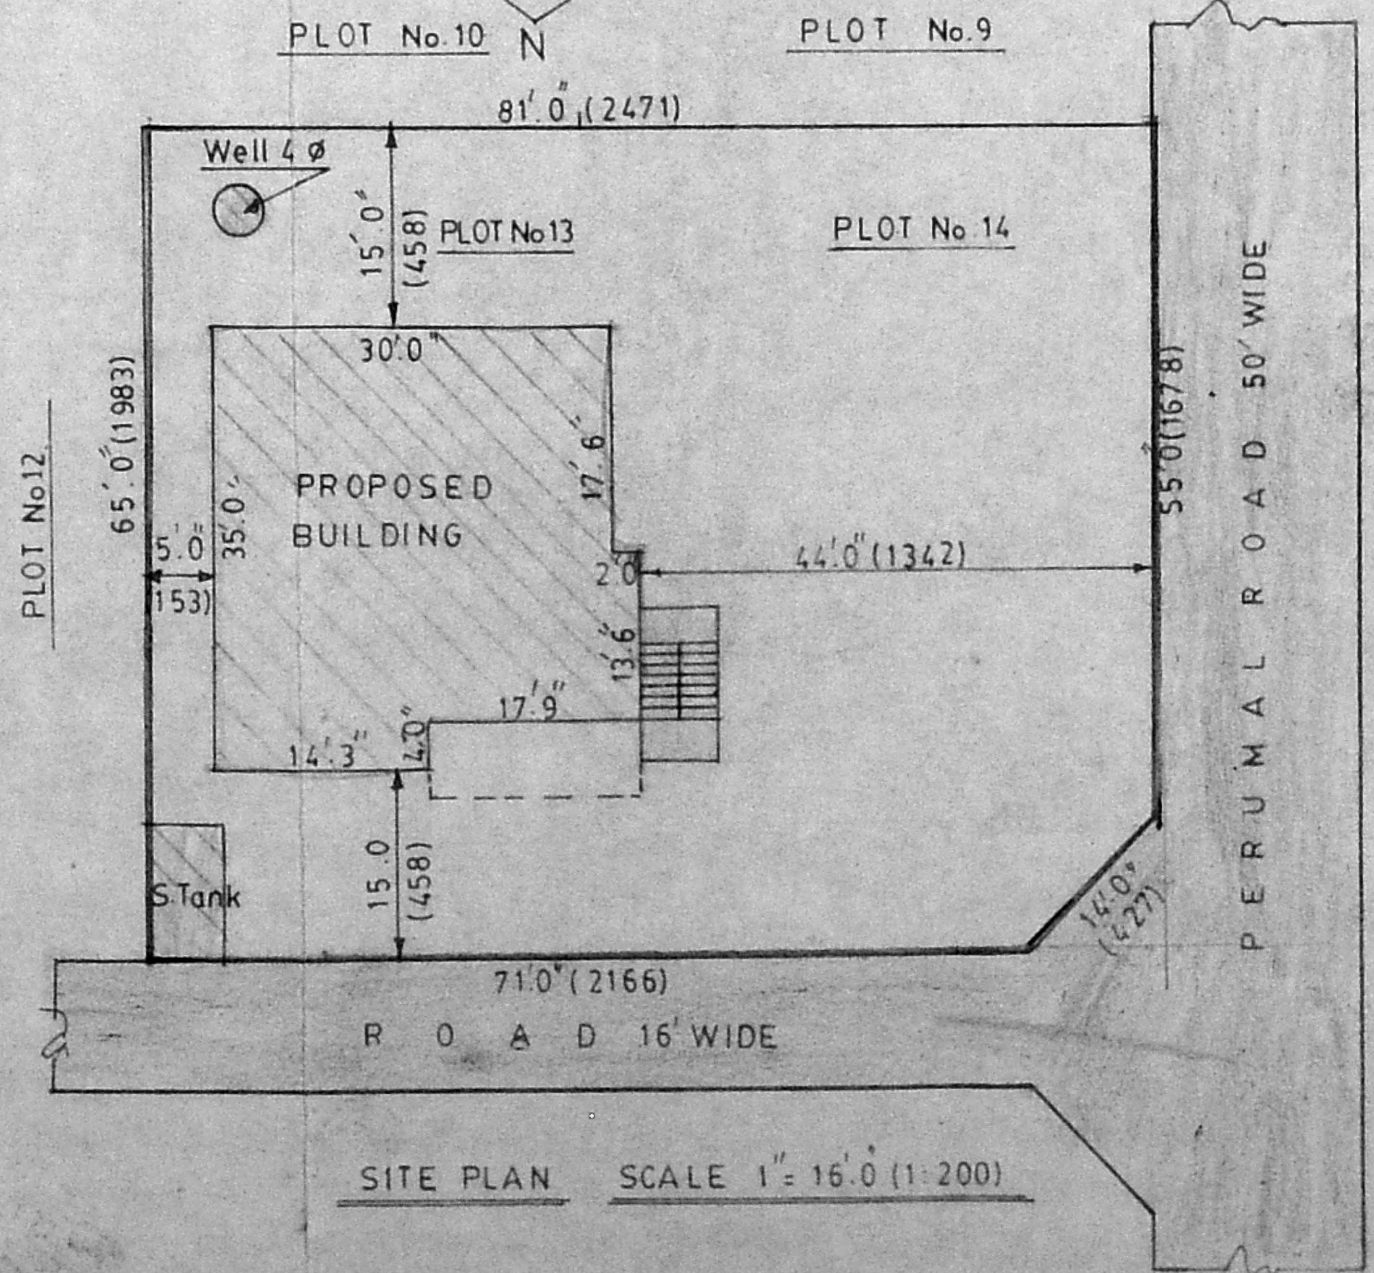 PLOT No.10
N
PLOT No.9
81'.0" (2471)
Well 4 ø
15'.0"
(458)
PLOT No 13
PLOT No. 14
30'.0"
65'.0" (1983)
PLOT No 12
5'.0"
(153)
35'.0"
PROPOSED
BUILDING
17'.6"
2'0"
44'.0" (1342)
55'.0" (1678)
PERUMAL ROAD 50' WIDE
13'.6"
17'.9"
14'.3"
4'.0"
15.0
(458)
S.Tank
14'.0"
(427)
71'.0" (2166)
ROAD 16' WIDE
SITE PLAN SCALE 1" = 16'.0" (1:200)